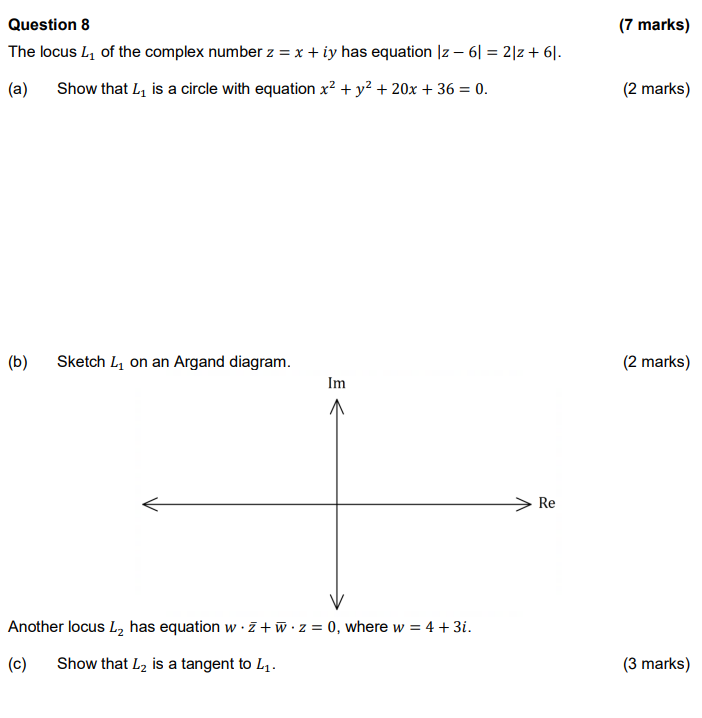 Question 8 (7 marks)
The locus L₁ of the complex number z = x + iy has equation |z − 6| = 2|z + 6|.
(a) Show that L₁ is a circle with equation x² + y² + 20x + 36 = 0. (2 marks)
(b) Sketch L₁ on an Argand diagram. (2 marks)
Im
Re
Another locus L₂ has equation w · z̄ + w̄ · z = 0, where w = 4 + 3i.
(c) Show that L₂ is a tangent to L₁. (3 marks)